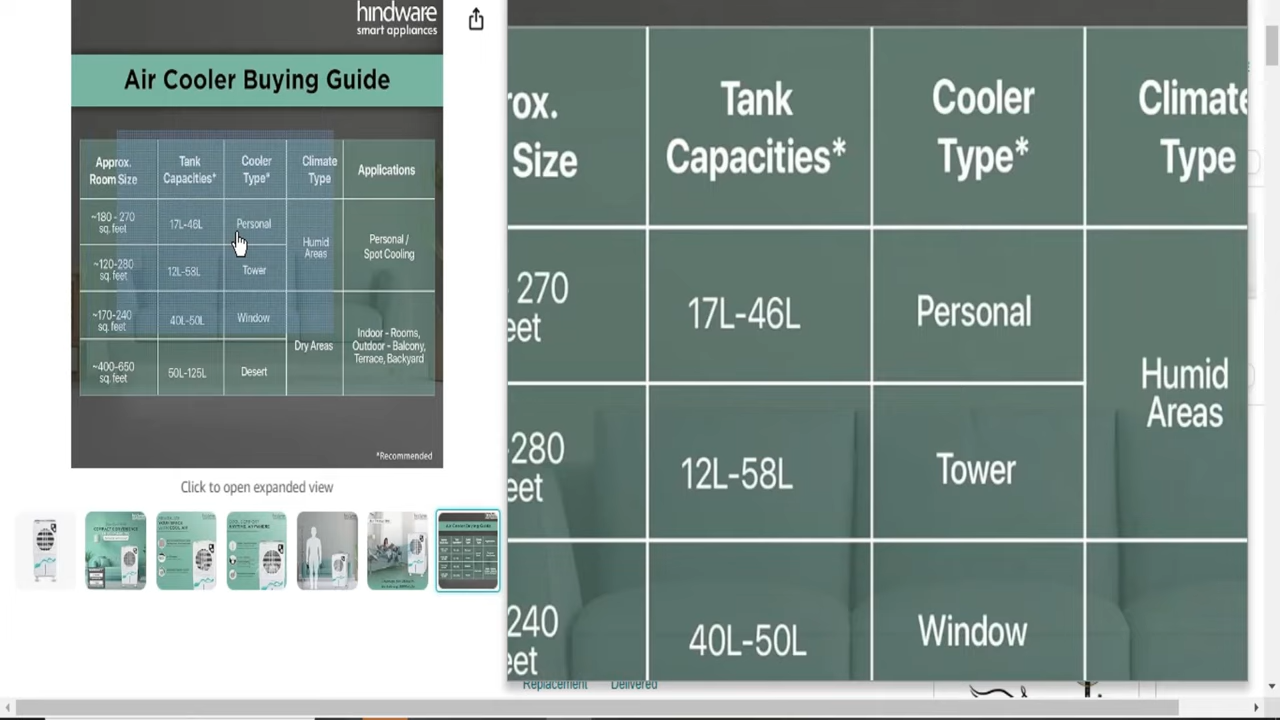 hindware
smart appliances
Air Cooler Buying Guide
Approx.
Room Size
Tank
Capacities*
Cooler
Type*
Climate
Type
Applications
~180 - 270
sq. feet
17L-46L
Personal
Humid
Areas
Personal /
Spot Cooling
~120-280
sq. feet
12L-58L
Tower
~170-240
sq. feet
40L-50L
Window
Dry Areas
Indoor - Rooms,
Outdoor - Balcony,
Terrace, Backyard
~400-650
sq. feet
50L-125L
Desert
*Recommended
Click to open expanded view
rox.
Size
Tank
Capacities*
Cooler
Type*
Climate
Type
270
eet
17L-46L
Personal
Humid
Areas
-280
eet
12L-58L
Tower
240
eet
40L-50L
Window
Replacement
Delivered